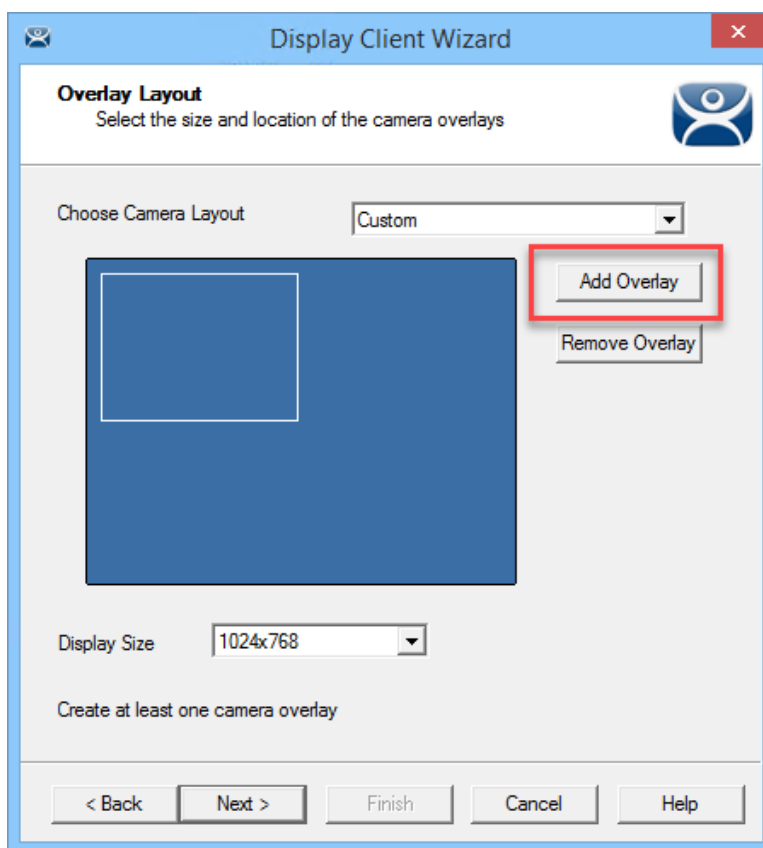 Display Client Wizard
Overlay Layout
Select the size and location of the camera overlays
Choose Camera Layout
Custom
Add Overlay
Remove Overlay
Display Size
1024x768
Create at least one camera overlay
< Back
Next >
Finish
Cancel
Help